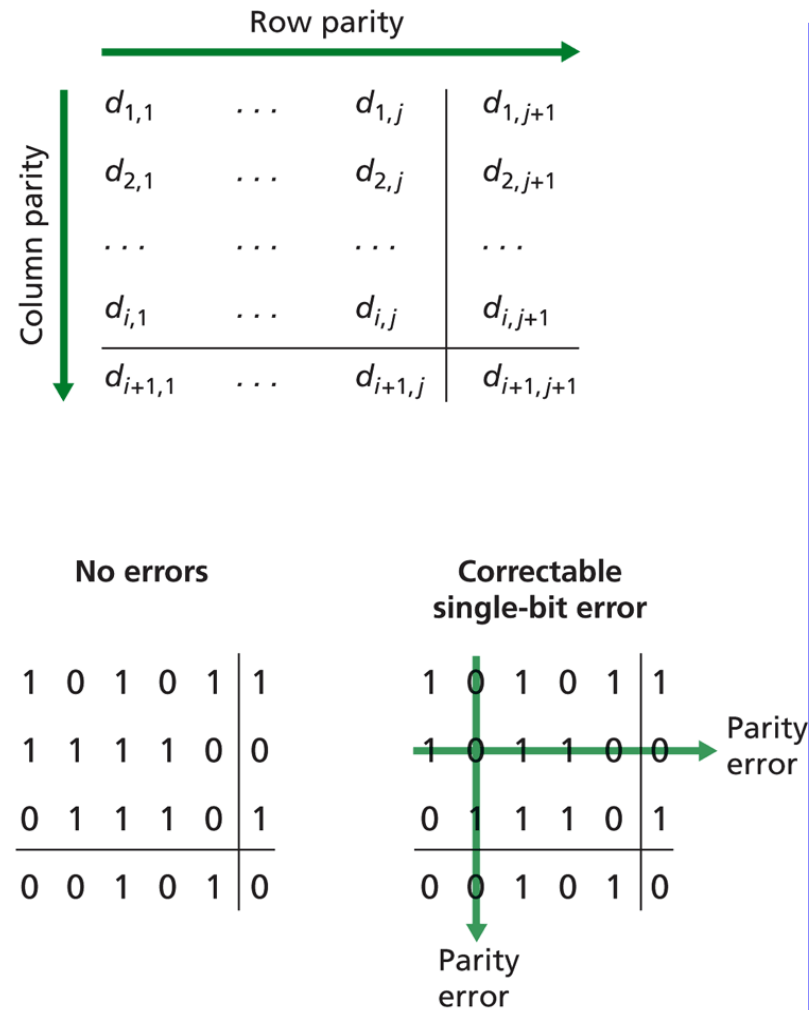 Row parity
Column parity
d1,1 . . . d1,j d1,j+1
d2,1 . . . d2,j d2,j+1
. . . . . . . . . . . .
di,1 . . . di,j di,j+1
di+1,1 . . . di+1,j di+1,j+1
No errors
1 0 1 0 1 1
1 1 1 1 0 0
0 1 1 1 0 1
0 0 1 0 1 0
Correctable
single-bit error
1 0 1 0 1 1
1 0 1 1 0 0
0 1 1 1 0 1
0 0 1 0 1 0
Parity
error
Parity
error